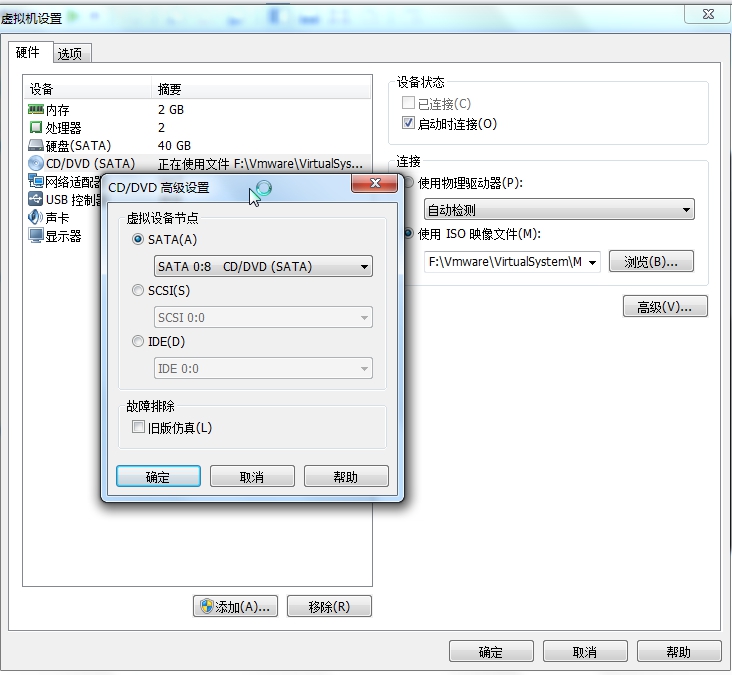 虚拟机设置
硬件 选项
设备 摘要
内存 2 GB
处理器 2
硬盘(SATA) 40 GB
CD/DVD (SATA) 正在使用文件 F:\Vmware\VirtualSys...
网络适配器
USB 控制器
声卡
显示器
添加(A)... 移除(R)
设备状态
已连接(C)
启动时连接(O)
连接
使用物理驱动器(P):
自动检测
使用 ISO 映像文件(M):
F:\Vmware\VirtualSystem\M 浏览(B)...
高级(V)...
CD/DVD 高级设置
虚拟设备节点
SATA(A)
SATA 0:8 CD/DVD (SATA)
SCSI(S)
SCSI 0:0
IDE(D)
IDE 0:0
故障排除
旧版仿真(L)
确定 取消 帮助
确定 取消 帮助